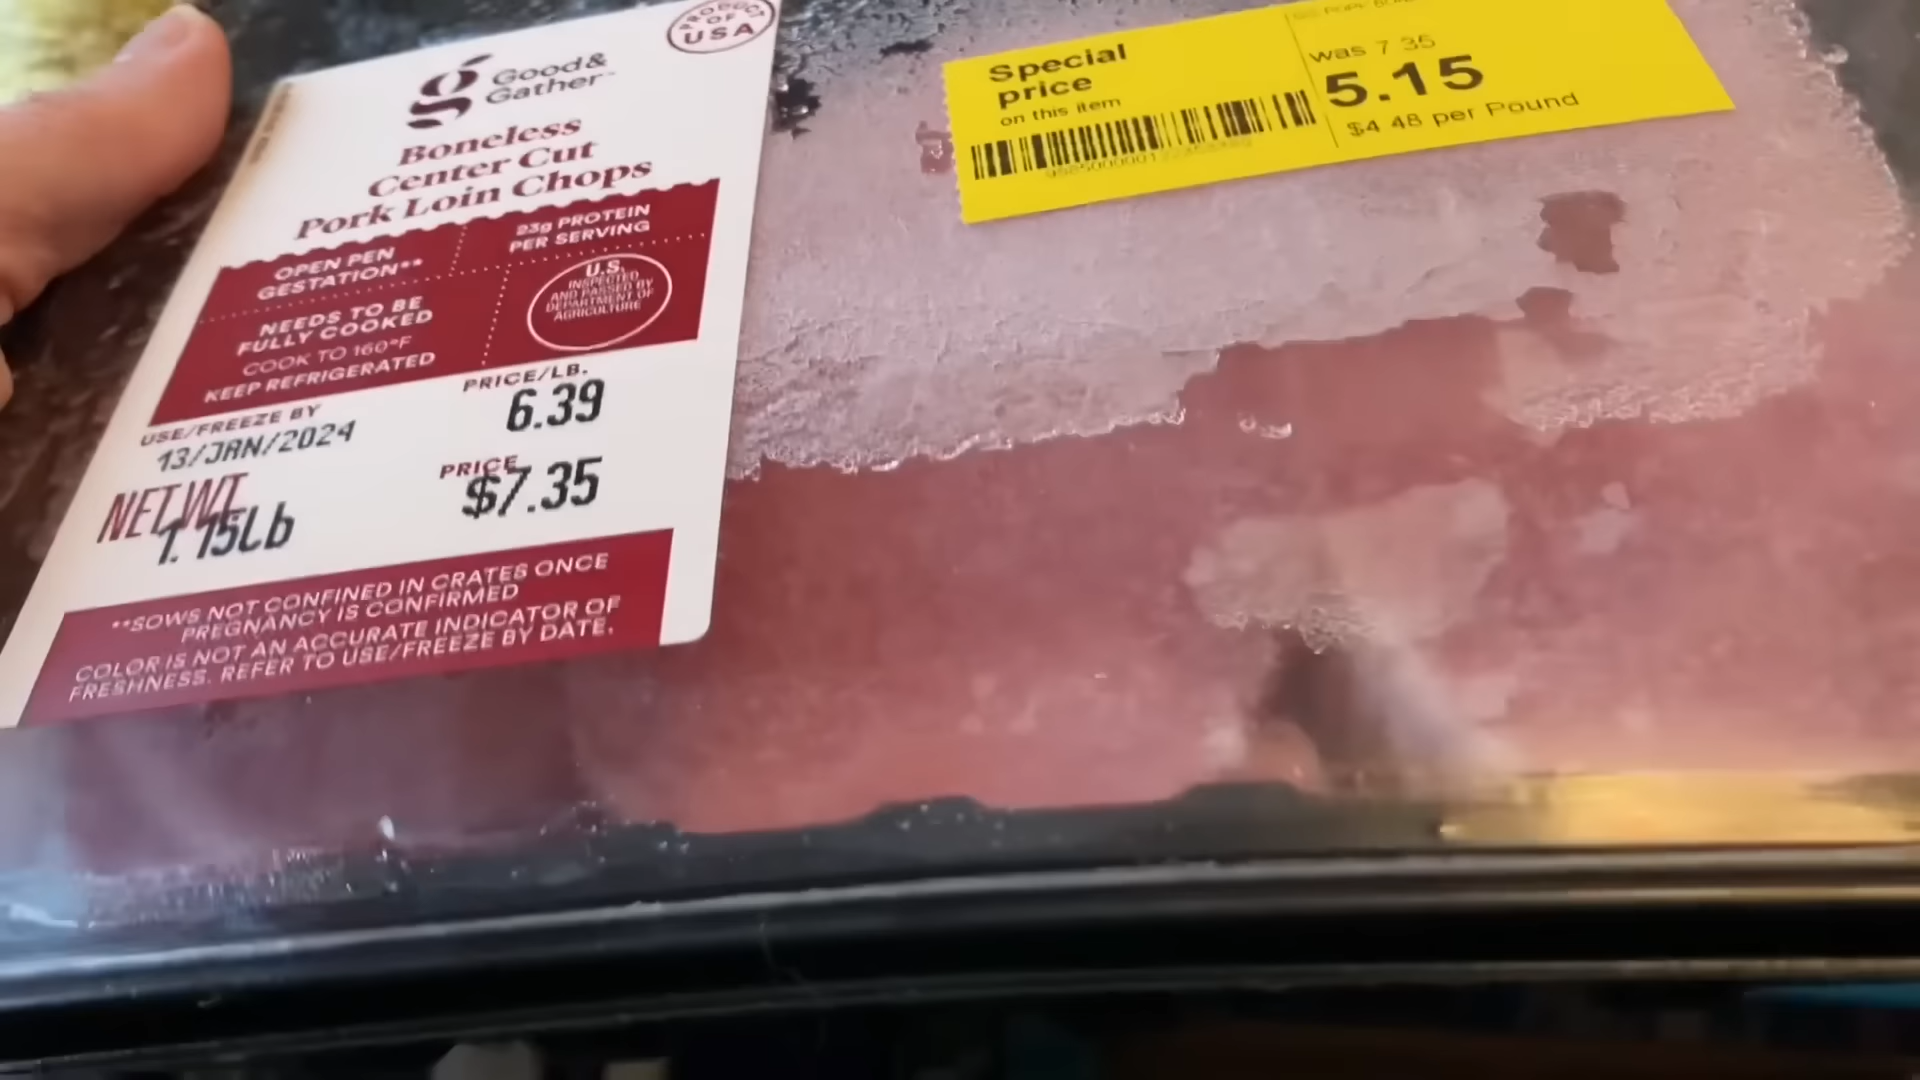 PRODUCT
OF
USA
Good&
Gather™
Boneless
Center Cut
Pork Loin Chops
OPEN PEN
GESTATION**
23g PROTEIN
PER SERVING
NEEDS TO BE
FULLY COOKED
COOK TO 160°F
KEEP REFRIGERATED
U.S.
INSPECTED
AND PASSED BY
DEPARTMENT OF
AGRICULTURE
USE/FREEZE BY
13/JAN/2024
PRICE/LB.
6.39
NET WT
1.15Lb
PRICE
$7.35
**SOWS NOT CONFINED IN CRATES ONCE
PREGNANCY IS CONFIRMED
COLOR IS NOT AN ACCURATE INDICATOR OF
FRESHNESS. REFER TO USE/FREEZE BY DATE.
Special
price
on this item
was 7 35
5.15
$4 48 per Pound